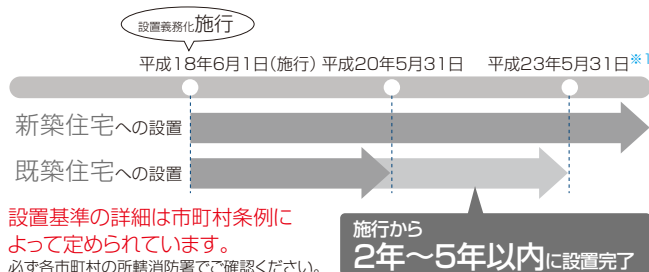 設置義務化施行
平成18年6月1日(施行) 平成20年5月31日 平成23年5月31日※1
新築住宅への設置
既築住宅への設置
設置基準の詳細は市町村条例に
よって定められています。
必ず各市町村の所轄消防署でご確認ください。
施行から
2年～5年以内に設置完了